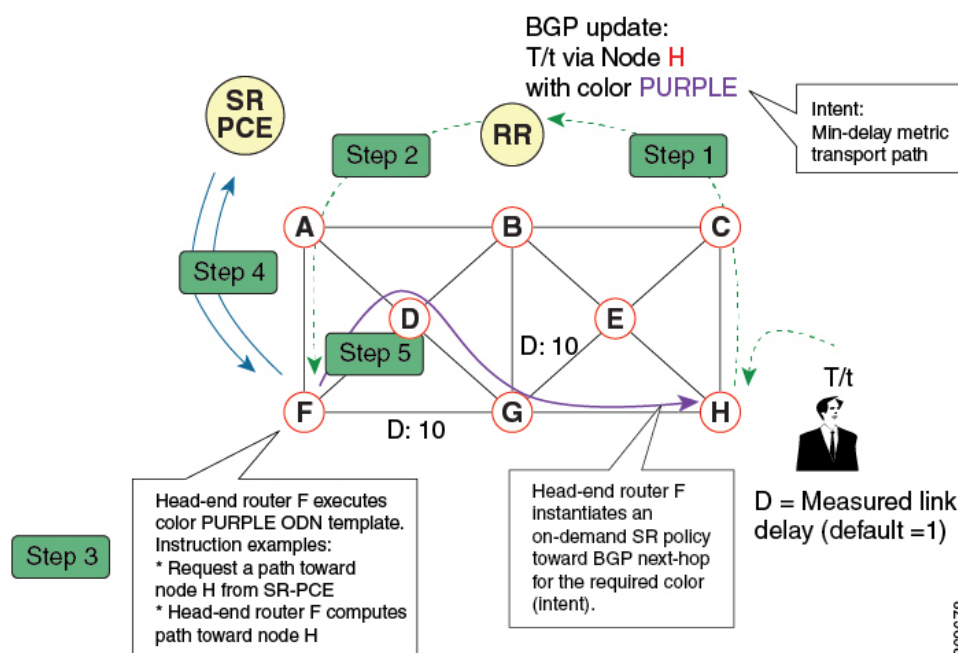 BGP update:
T/t via Node H
with color PURPLE
Intent:
Min-delay metric
transport path
SR
PCE
RR
Step 2
Step 1
A
B
C
Step 4
D
E
Step 5
D: 10
T/t
F
G
H
D: 10
D = Measured link
delay (default =1)
Head-end router F executes
color PURPLE ODN template.
Instruction examples:
* Request a path toward
node H from SR-PCE
* Head-end router F computes
path toward node H
Head-end router F
instantiates an
on-demand SR policy
toward BGP next-hop
for the required color
(intent).
Step 3